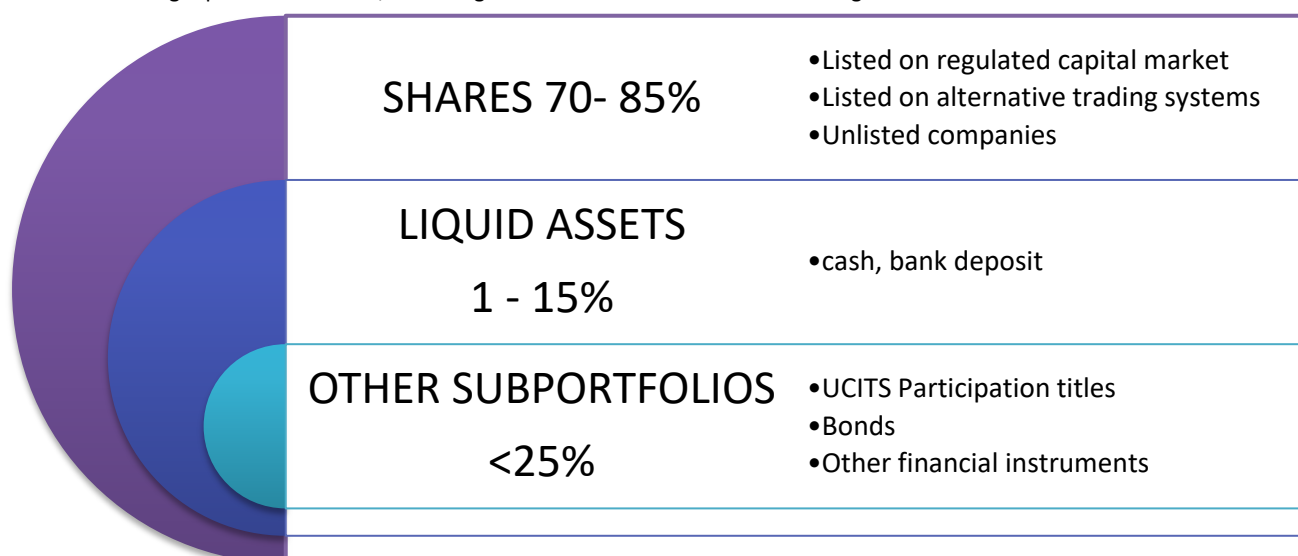 SHARES 70- 85%
•Listed on regulated capital market
•Listed on alternative trading systems
•Unlisted companies
LIQUID ASSETS
1 - 15%
•cash, bank deposit
OTHER SUBPORTFOLIOS
<25%
•UCITS Participation titles
•Bonds
•Other financial instruments